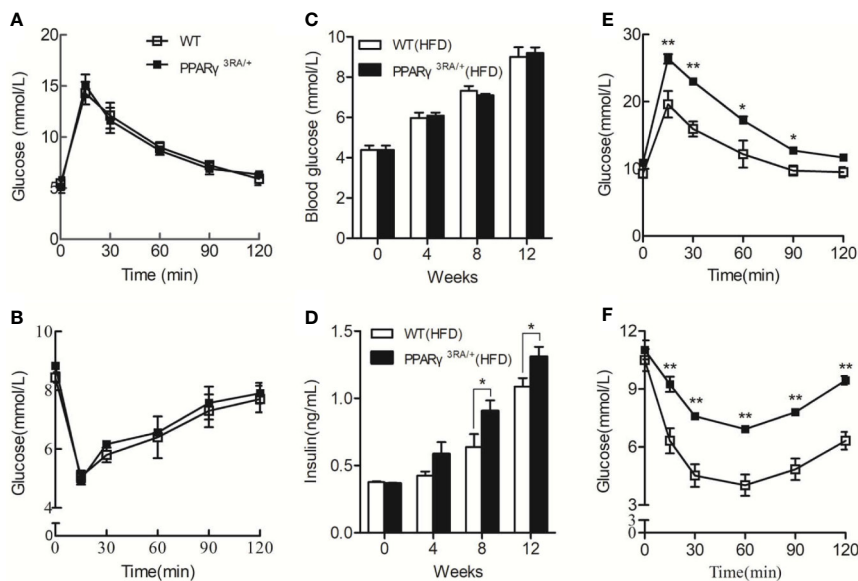 A
WT
PPARγ 3RA/+
Glucose (mmol/L)
20
15
10
5
0
0 30 60 90 120
Time (min)
B
Glucose(mmol/L)
10
8
6
4
0
0 30 60 90 120
Time(min)
C
WT(HFD)
PPARγ 3RA/+(HFD)
Blood glucose (mmol/L)
10
8
6
4
2
0
0 4 8 12
Weeks
D
WT(HFD)
PPARγ 3RA/+(HFD)
*
*
Insulin(ng/mL)
1.5
1.0
0.5
0.0
0 4 8 12
Weeks
E
** ** * *
Glucose(mmol/L)
30
20
10
0
0 30 60 90 120
Time(min)
F
** ** ** ** **
Glucose(mmol/L)
12
9
6
3
3
0
0 30 60 90 120
Time(min)